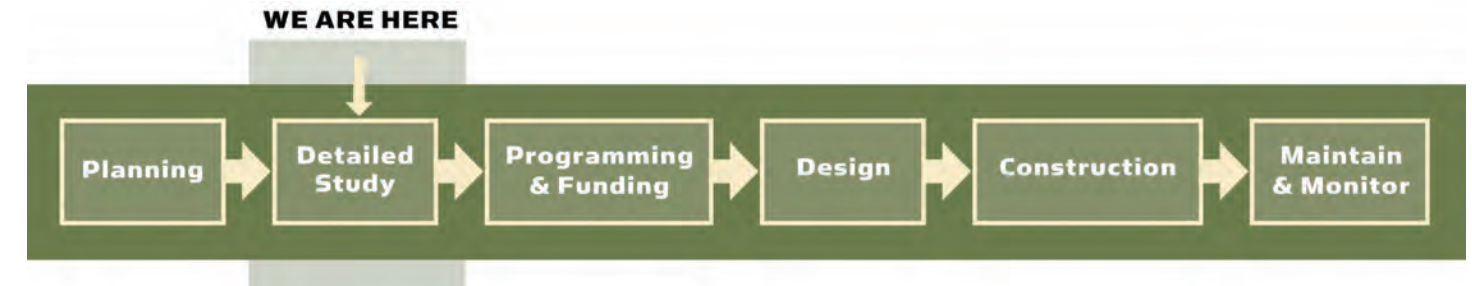 WE ARE HERE
Planning
Detailed
Study
Programming
& Funding
Design
Construction
Maintain
& Monitor